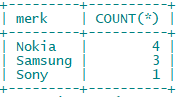 +---------+----------+
| merk    | COUNT(*) |
+---------+----------+
| Nokia   |        4 |
| Samsung |        3 |
| Sony    |        1 |
+---------+----------+